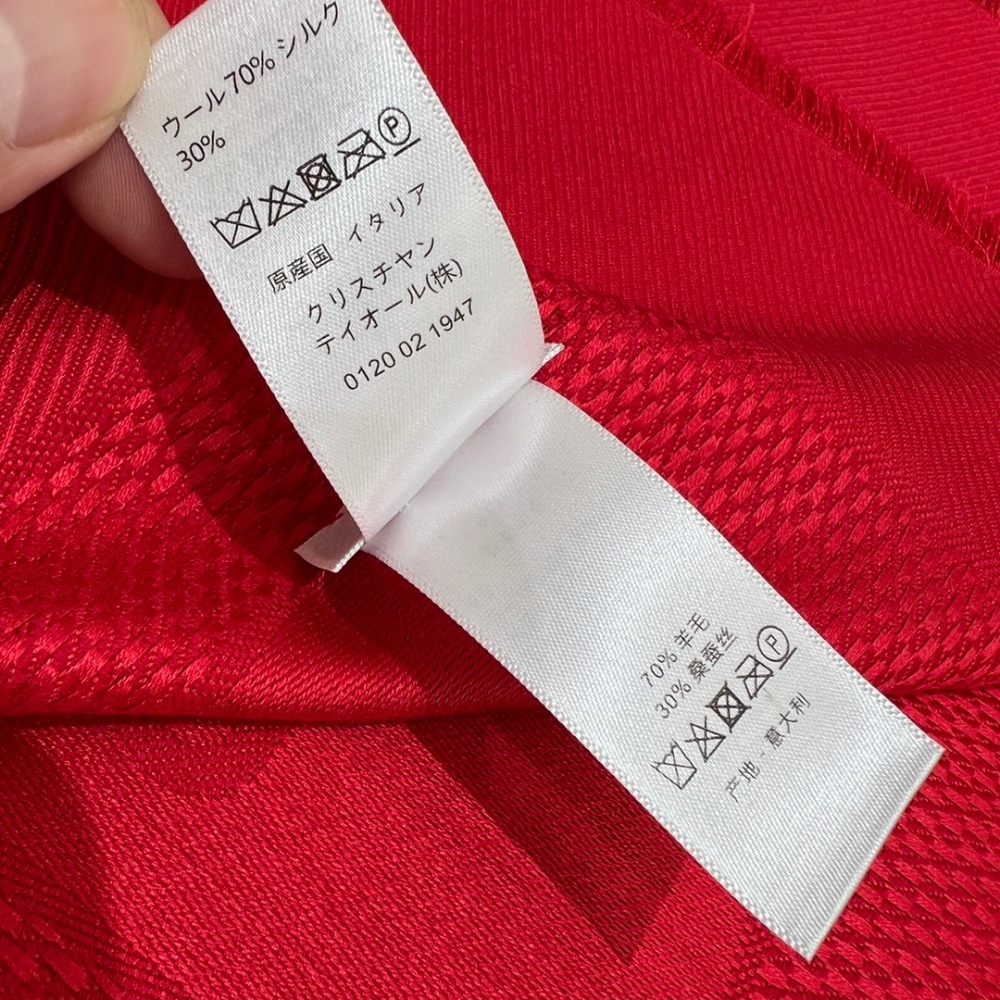 ウール 70% シルク
30%
原産国 イタリア
クリスチャン
ディオール(株)
0120 02 1947
70% 羊毛
30% 桑蚕丝
产地 · 意大利